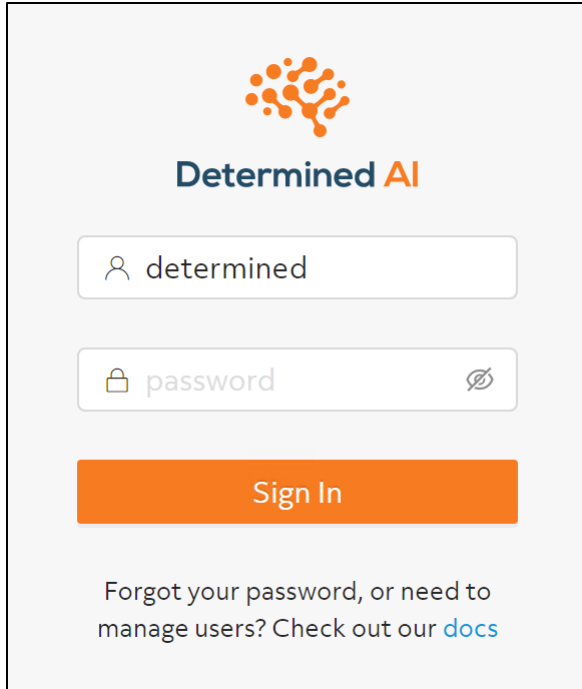 Determined AI
determined
password
Sign In
Forgot your password, or need to
manage users? Check out our docs